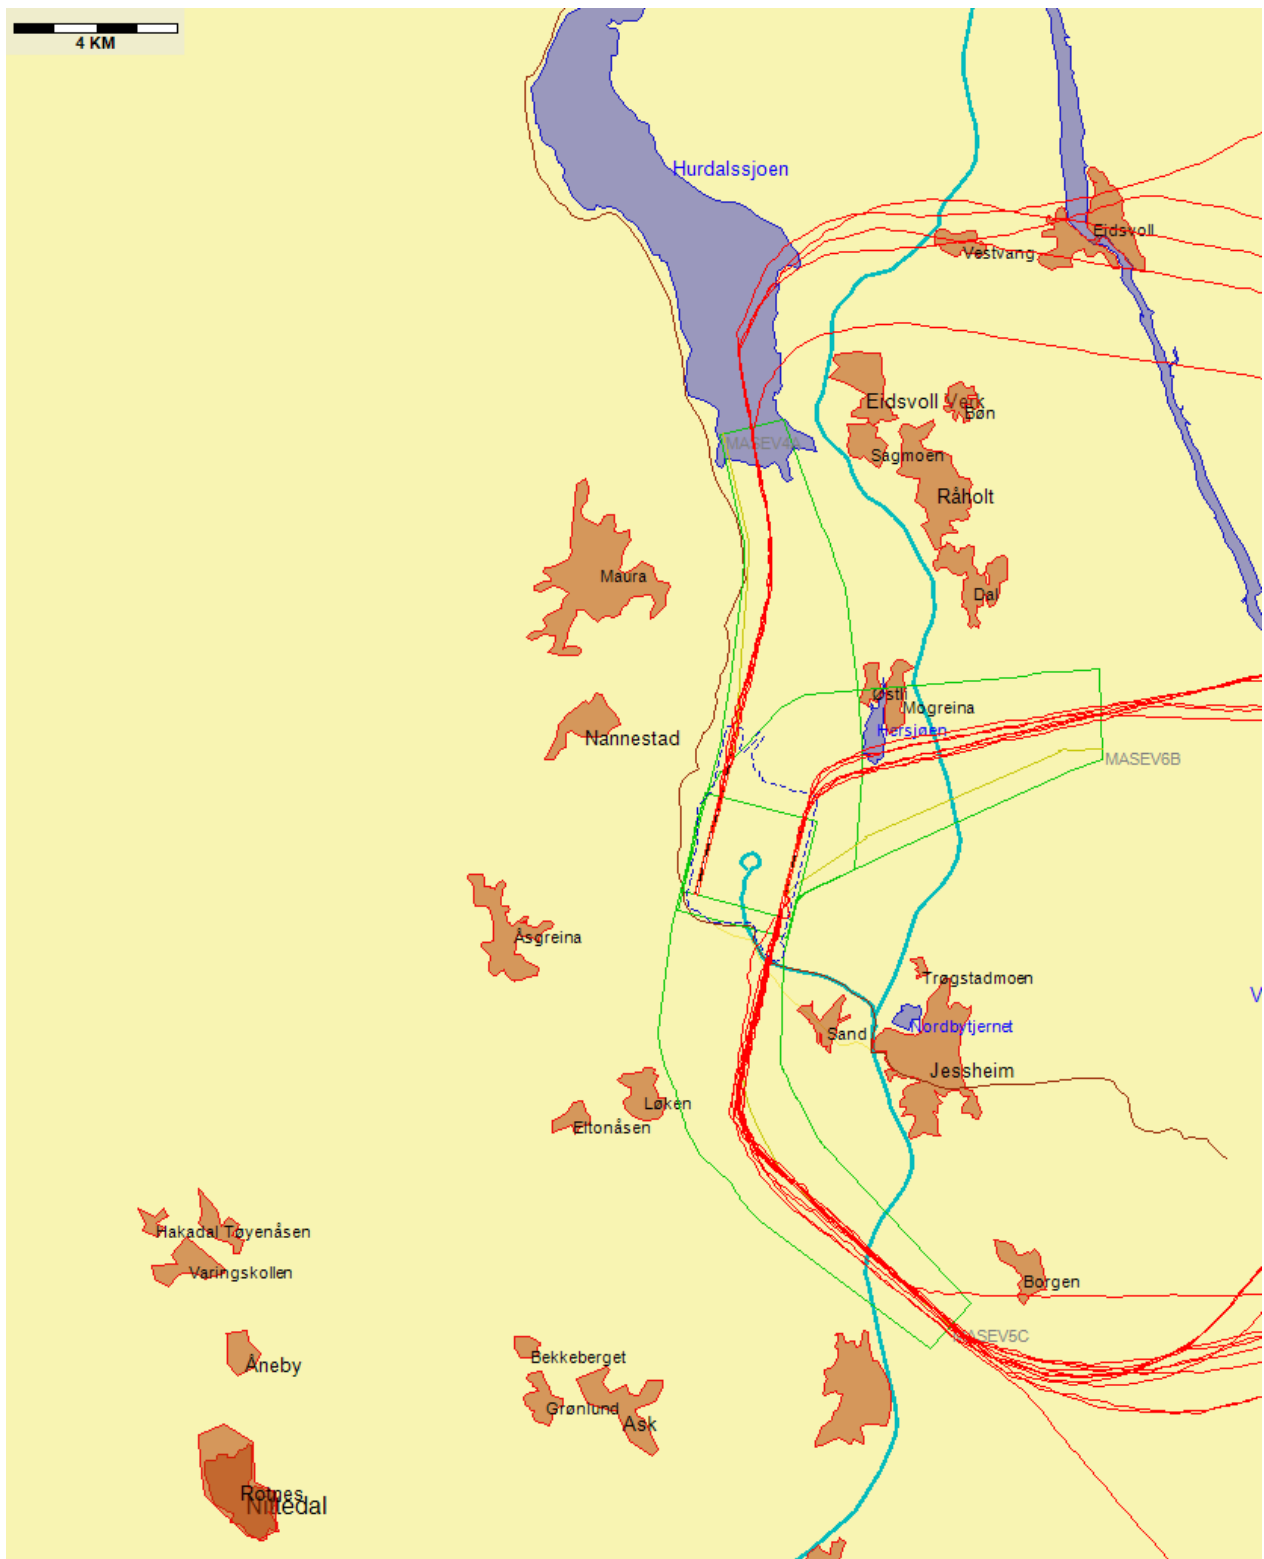 4 KM
Hurdalssjoen
Eidsvoll
Vestvang
Eidsvoll Verk
Bøn
MASEV4A
Sagmoen
Råholt
Maura
Dal
Østli
Mogreina
Hersjøen
Nannestad
MASEV6B
Åsgreina
Trøgstadmoen
V
Nordbytjernet
Sand
Jessheim
Løken
Eltonåsen
Hakadal Tøyenåsen
Varingskollen
Borgen
MASEV5C
Bekkeberget
Åneby
Grønlund
Ask
Rotnes
Nittedal